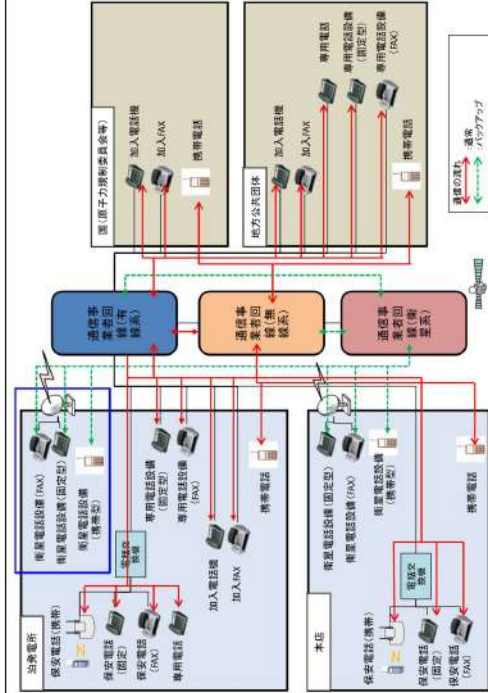 泊発電所
衛星電話設備(FAX)
衛星電話設備(固定型)
衛星電話設備
(携帯型)
保安電話(携帯)
保安電話
(固定)
保安電話
(FAX)
専用電話
電話交
換機
専用電話設備
(固定型)
専用電話設備
(FAX)
加入電話機
加入FAX
携帯電話
本店
衛星電話設備(固定型)
衛星電話設備(FAX)
衛星電話設備
(携帯型)
保安電話(携帯)
保安電話
(固定)
保安電話
(FAX)
電話交
換機
携帯電話
通信事
業者回
線(有
線系)
通信事
業者回
線(無
線系)
通信事
業者回
線(衛
星系)
国(原子力規制委員会等)
加入電話機
加入FAX
携帯電話
地方公共団体
加入電話機
加入FAX
専用電話
専用電話設備
(固定型)
専用電話設備
(FAX)
携帯電話
通信の流れ
:通常
:バックアップ